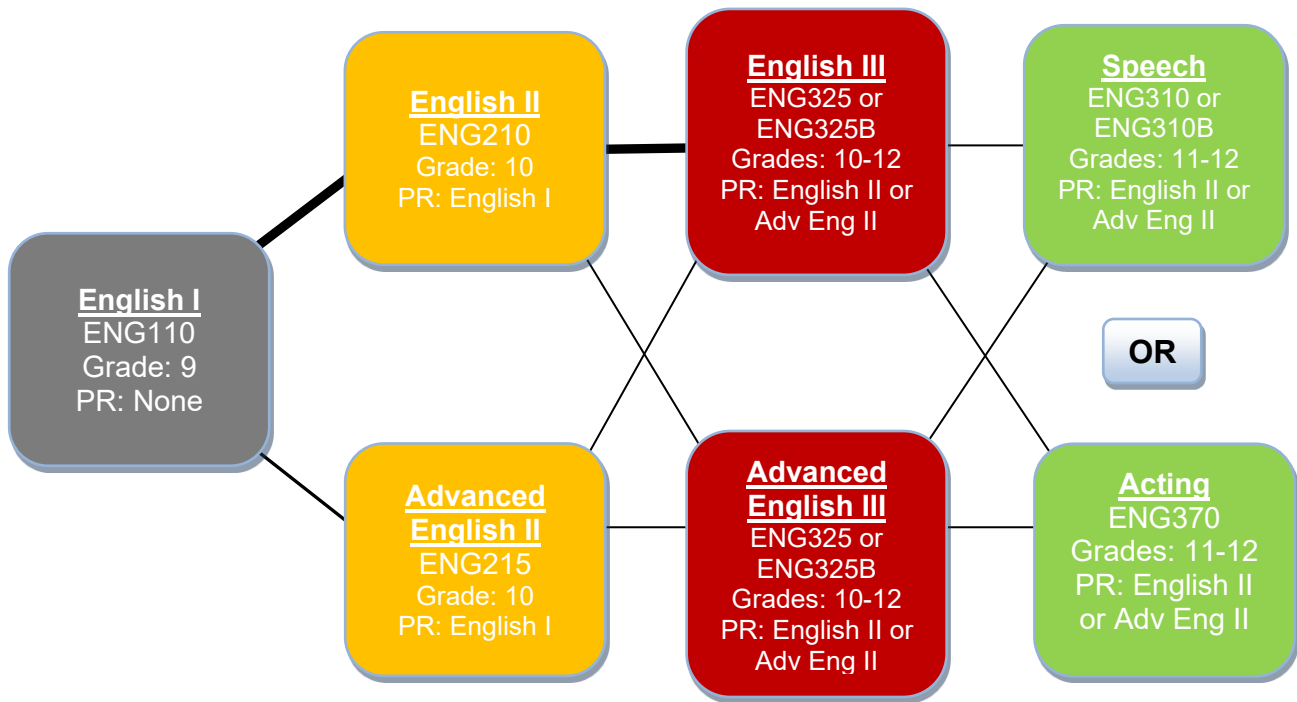 English I
ENG110
Grade: 9
PR: None
English II
ENG210
Grade: 10
PR: English I
Advanced
English II
ENG215
Grade: 10
PR: English I
English III
ENG325 or
ENG325B
Grades: 10-12
PR: English II or
Adv Eng II
Advanced
English III
ENG325 or
ENG325B
Grades: 10-12
PR: English II or
Adv Eng II
Speech
ENG310 or
ENG310B
Grades: 11-12
PR: English II or
Adv Eng II
OR
Acting
ENG370
Grades: 11-12
PR: English II
or Adv Eng II